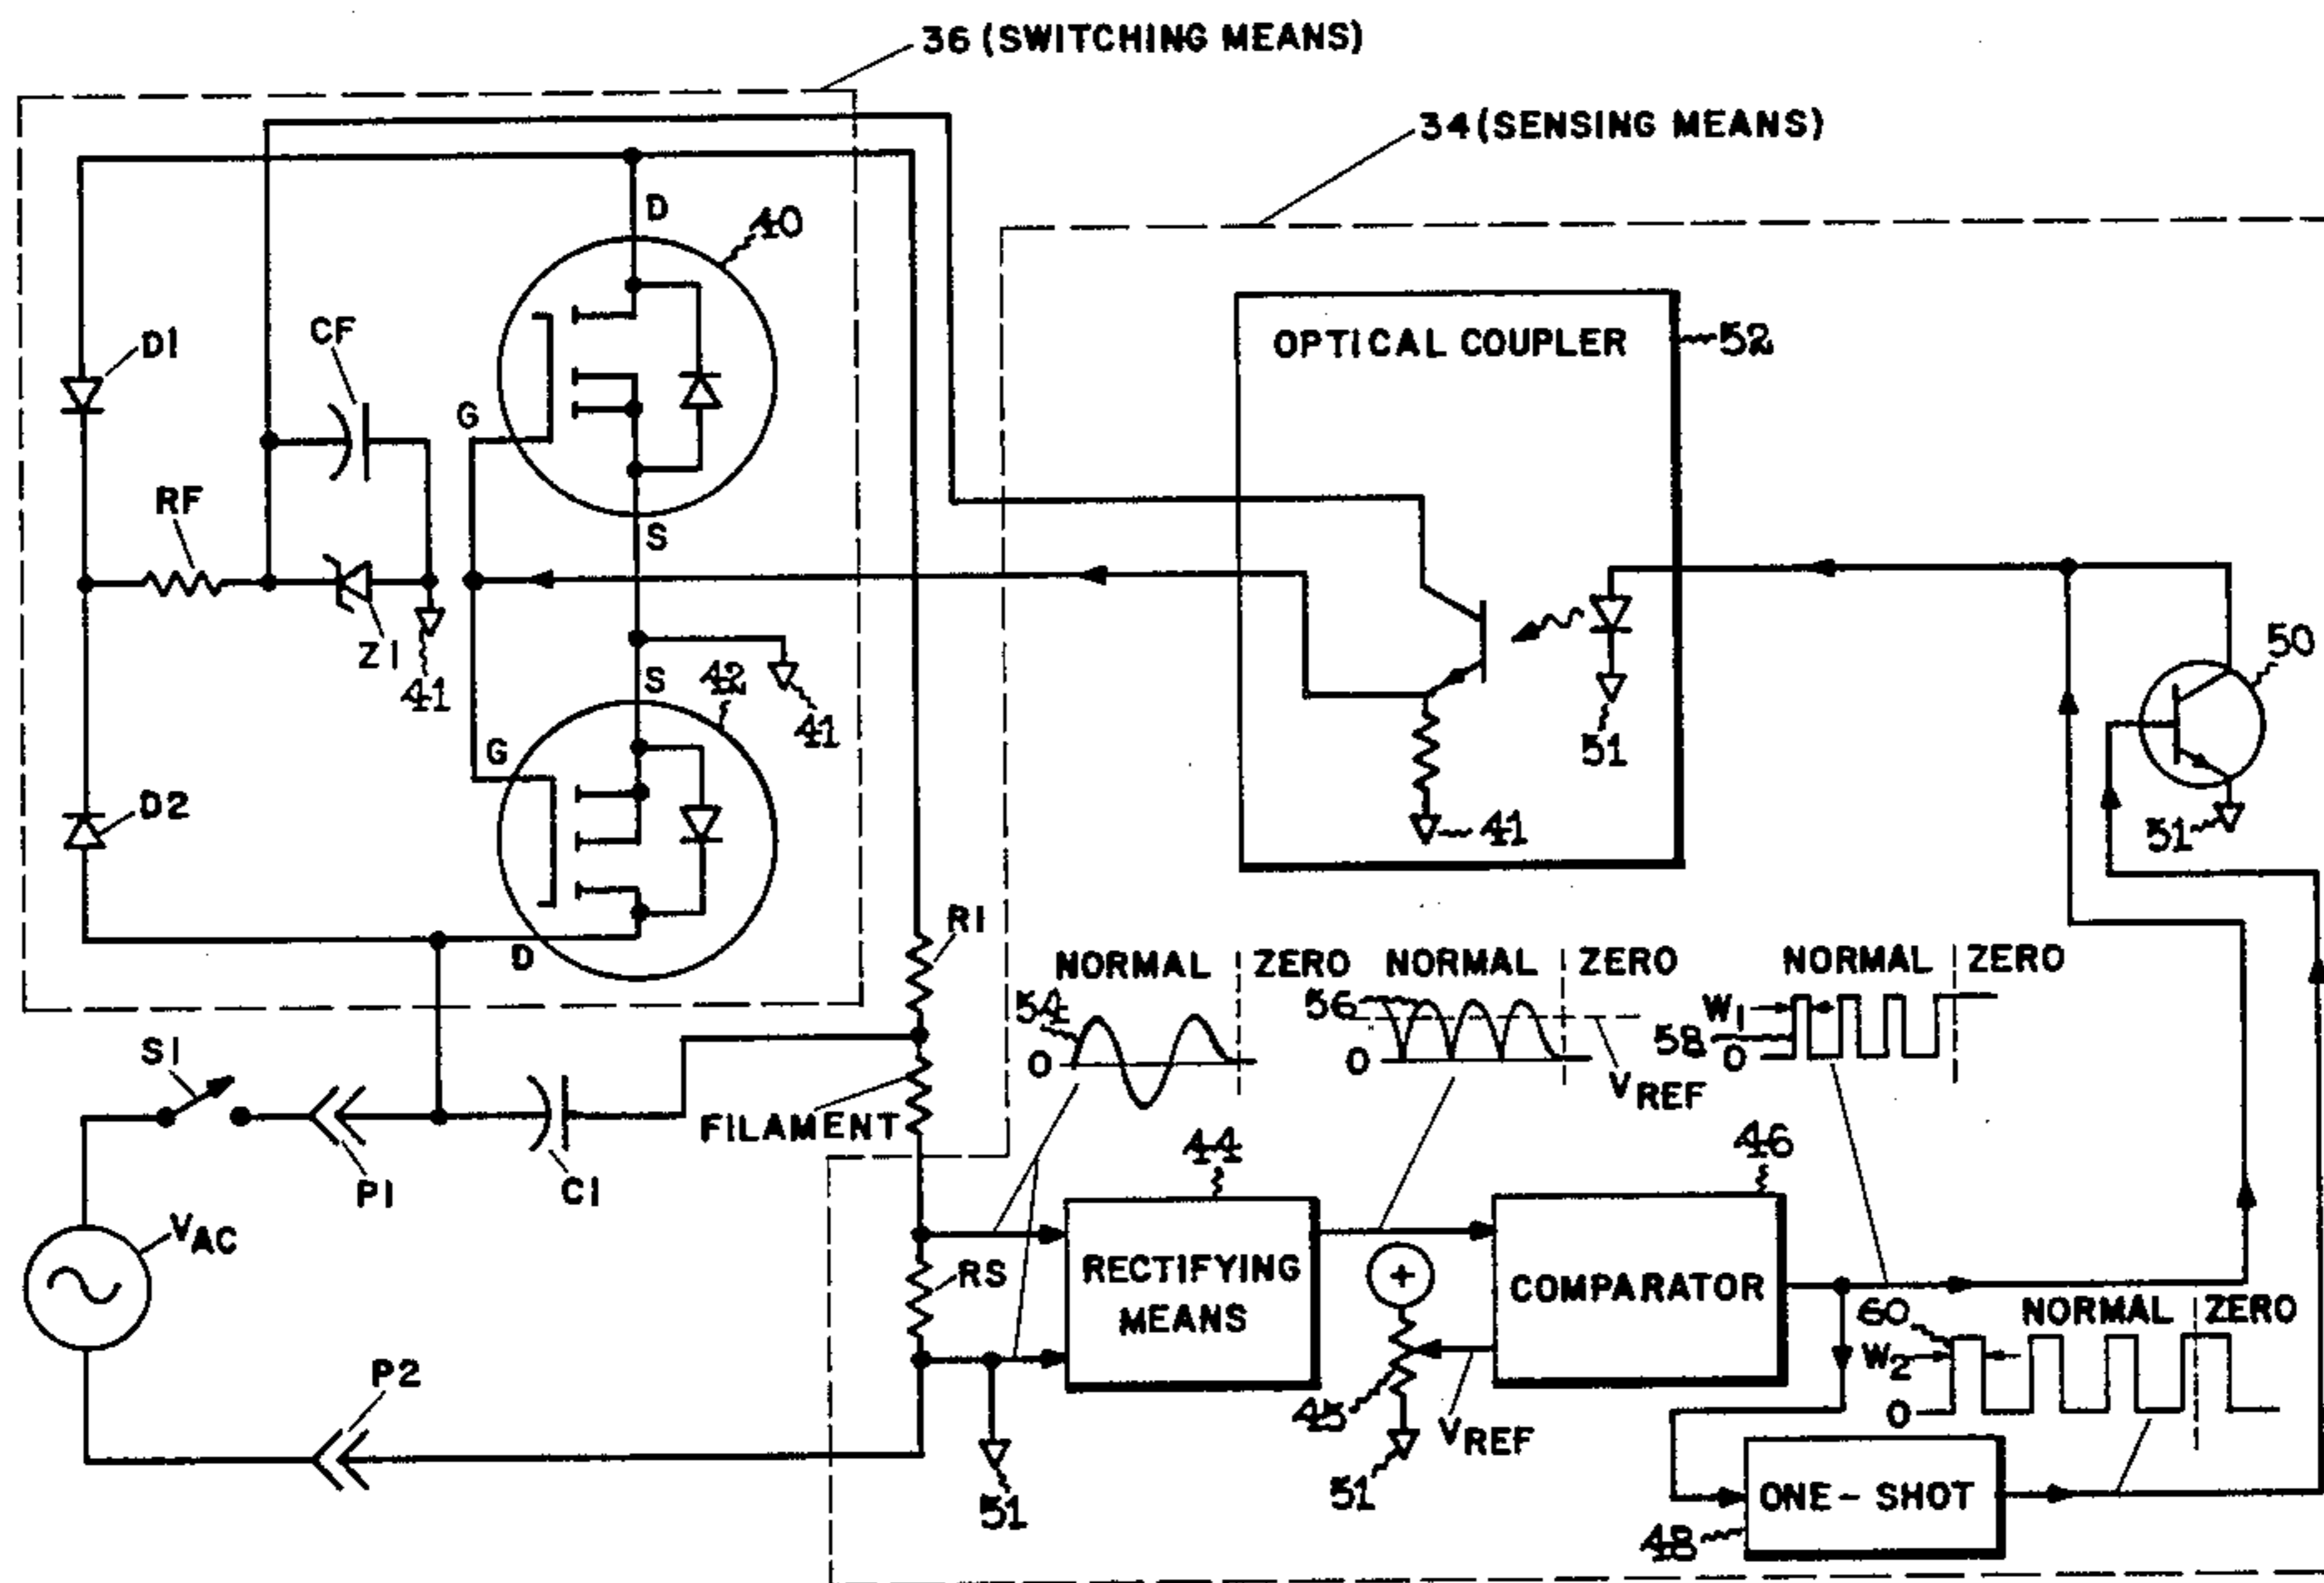 36 (SWITCHING MEANS)
34 (SENSING MEANS)
D
40
D1
CF
OPTICAL COUPLER
52
G
RF
S
Z1
41
S
42
41
50
51
G
D2
41
51
D
R1
NORMAL ZERO
NORMAL ZERO
NORMAL ZERO
54
0
56
0
VREF
W1
58
0
S1
FILAMENT
P1
C1
44
46
VAC
RS
RECTIFYING
MEANS
+
COMPARATOR
60
NORMAL ZERO
W2
0
P2
45
VREF
51
51
ONE-SHOT
48